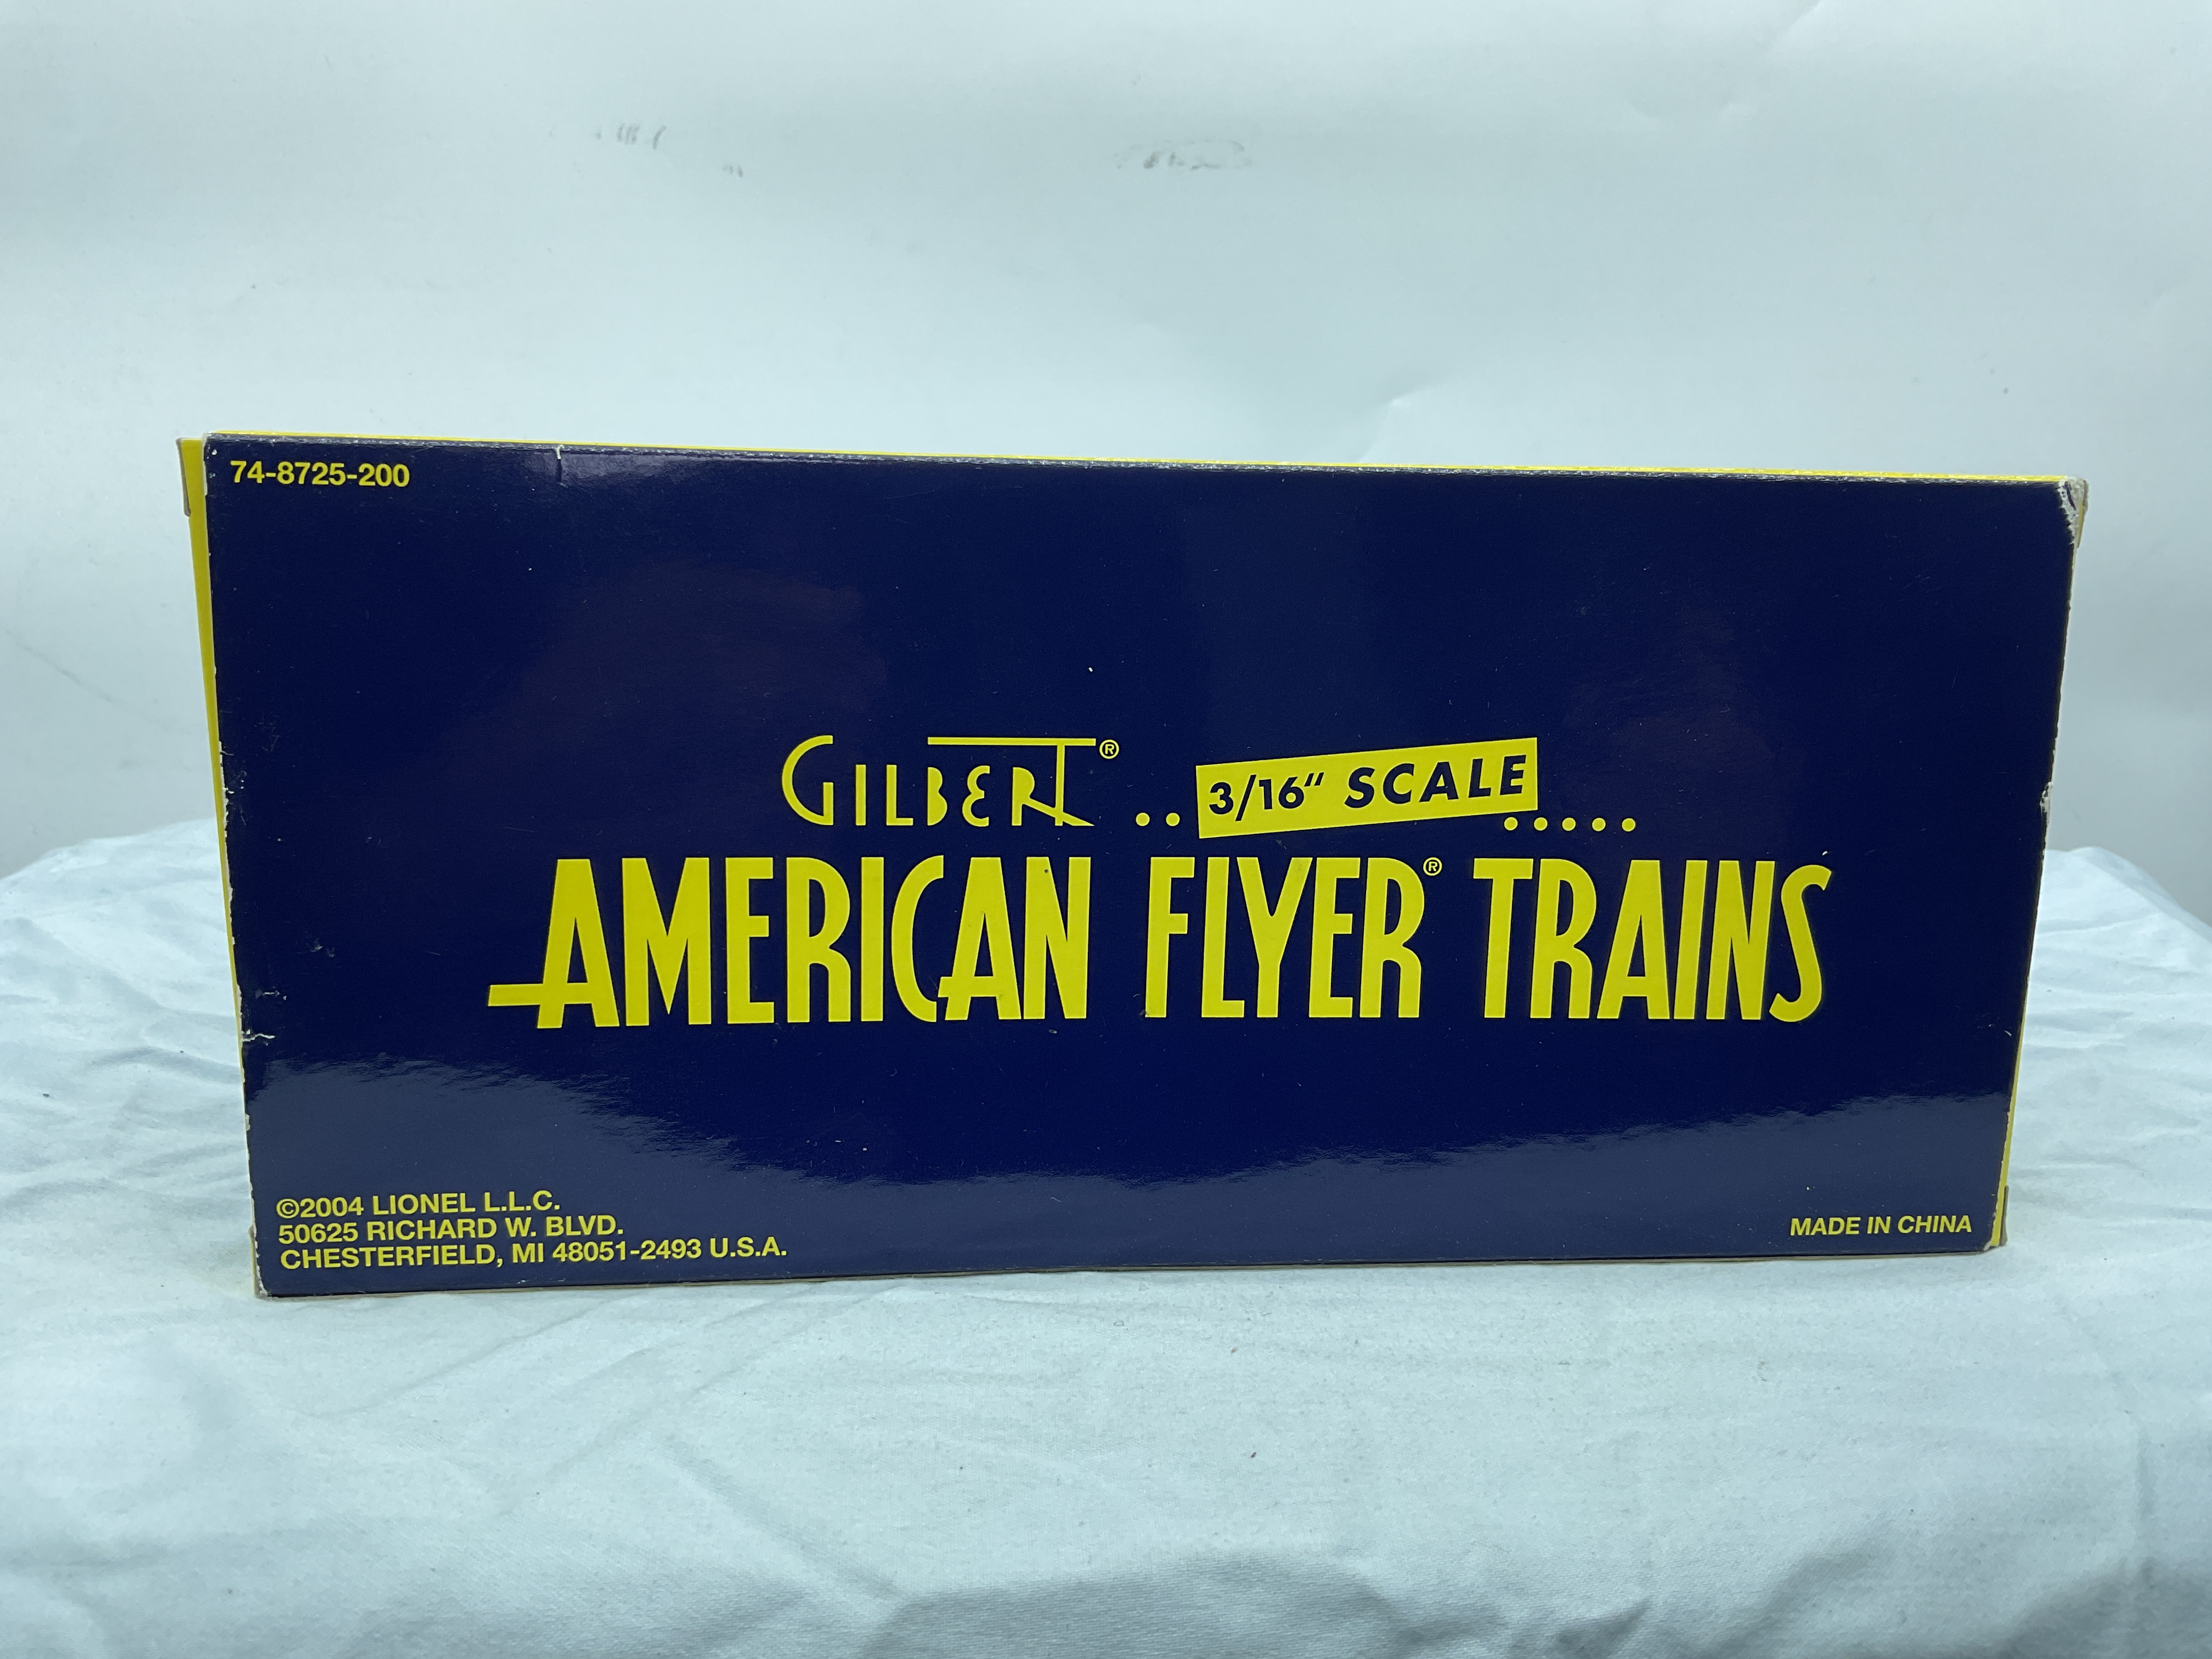 74-8725-200
GILBERT® .. 3/16" SCALE .....
AMERICAN FLYER® TRAINS
©2004 LIONEL L.L.C.
50625 RICHARD W. BLVD.
CHESTERFIELD, MI 48051-2493 U.S.A.
MADE IN CHINA